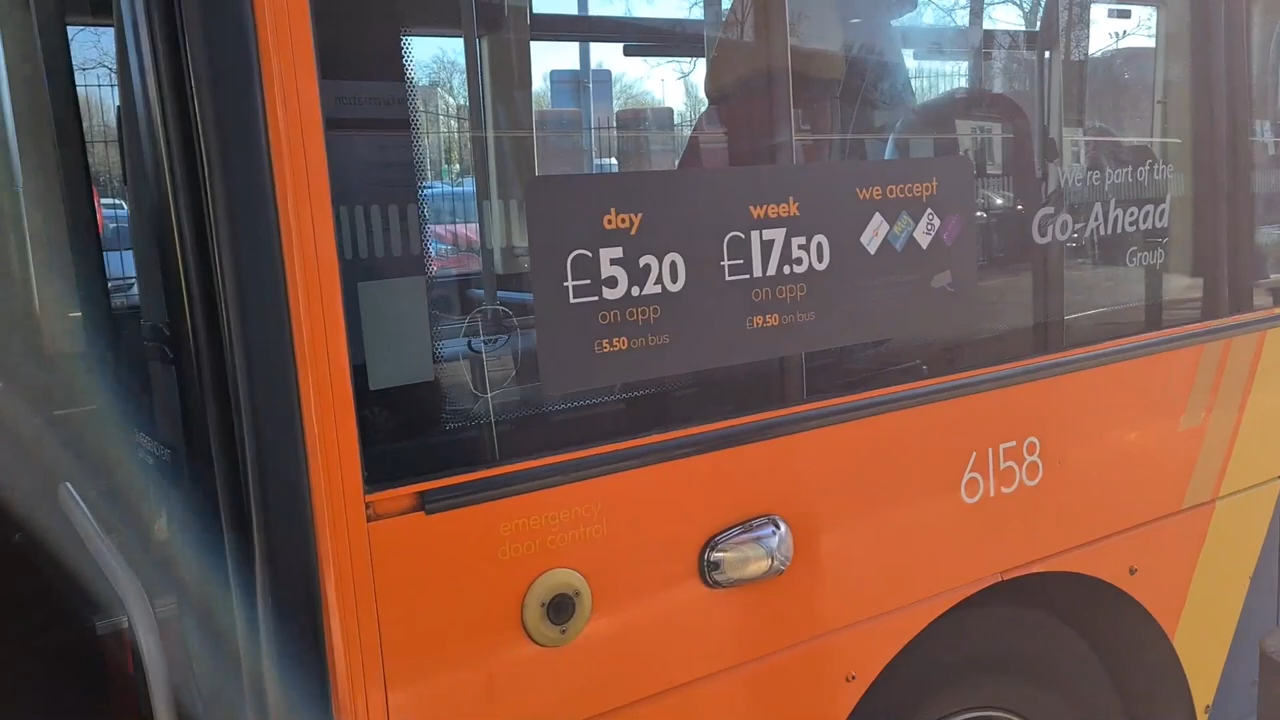 day
£5.20
on app
£5.50 on bus
week
£17.50
on app
£19.50 on bus
we accept
igo
We're part of the
Go-Ahead
Group
6158
emergency
door control